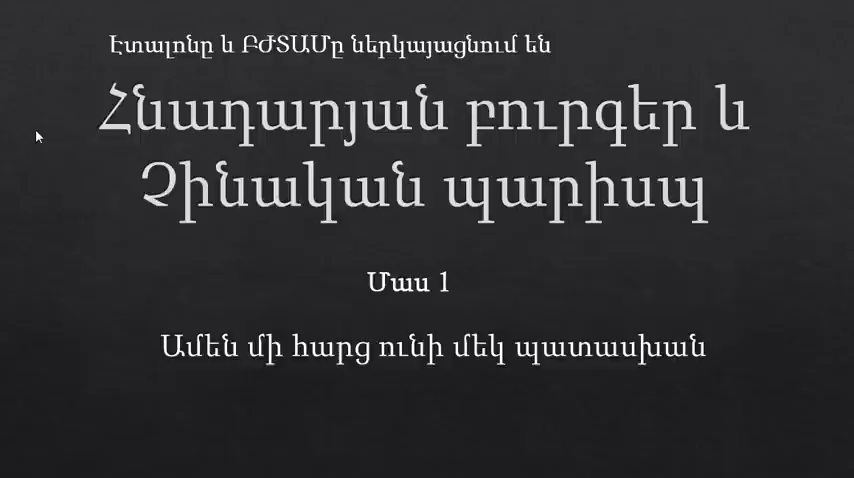 Էտալոնը և ԲԺՏԱՄը ներկայացնում են
Հնադարյան բուրգեր և
Չինական պարիսպ
Մաս 1
Ամեն մի հարց ունի մեկ պատասխան